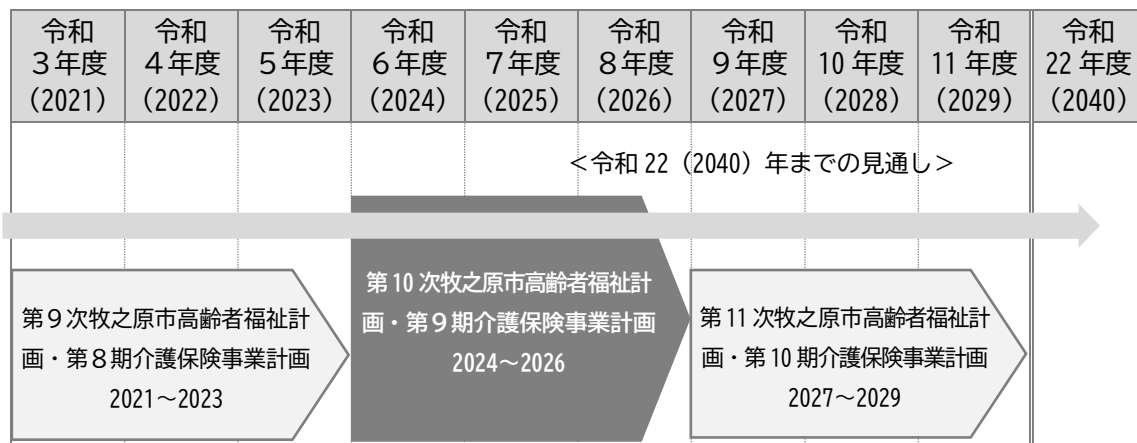 令和
３年度
（2021）
令和
４年度
（2022）
令和
５年度
（2023）
令和
６年度
（2024）
令和
７年度
（2025）
令和
８年度
（2026）
令和
９年度
（2027）
令和
10 年度
（2028）
令和
11 年度
（2029）
令和
22 年度
（2040）
＜令和 22（2040）年までの見通し＞
第９次牧之原市高齢者福祉計
画・第８期介護保険事業計画
2021～2023
第 10 次牧之原市高齢者福祉計
画・第９期介護保険事業計画
2024～2026
第 11 次牧之原市高齢者福祉計
画・第 10 期介護保険事業計画
2027～2029